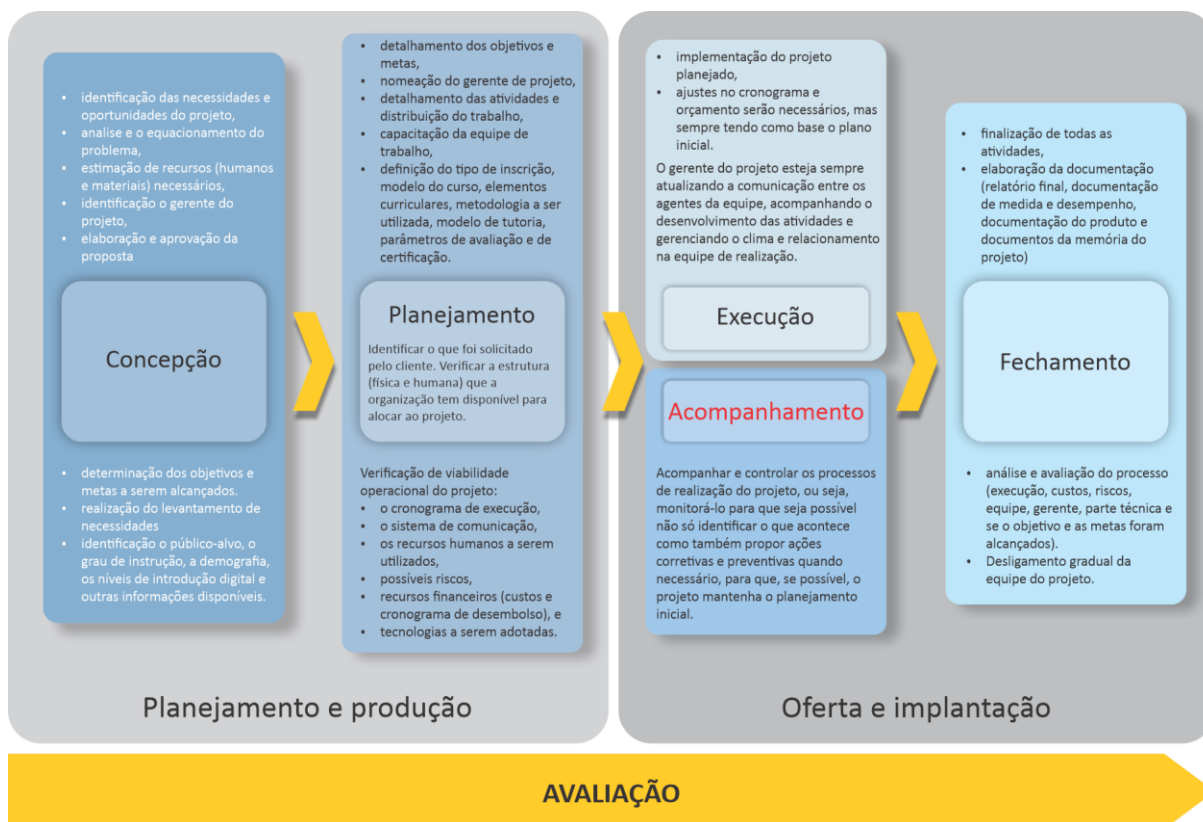 • identificação das necessidades e
oportunidades do projeto,
• analise e o equacionamento do
problema,
• estimação de recursos (humanos
e materiais) necessários,
• identificação o gerente do
projeto,
• elaboração e aprovação da
proposta
Concepção
• determinação dos objetivos e
metas a serem alcançados.
• realização do levantamento de
necessidades
• identificação o público-alvo, o
grau de instrução, a demografia,
os níveis de introdução digital e
outras informações disponíveis.
• detalhamento dos objetivos e
metas,
• nomeação do gerente de projeto,
• detalhamento das atividades e
distribuição do trabalho,
• capacitação da equipe de
trabalho,
• definição do tipo de inscrição,
modelo do curso, elementos
curriculares, metodologia a ser
utilizada, modelo de tutoria,
parâmetros de avaliação e de
certificação.
Planejamento
Identificar o que foi solicitado
pelo cliente. Verificar a estrutura
(física e humana) que a
organização tem disponível para
alocar ao projeto.
Verificação de viabilidade
operacional do projeto:
• o cronograma de execução,
• o sistema de comunicação,
• os recursos humanos a serem
utilizados,
• possíveis riscos,
• recursos financeiros (custos e
cronograma de desembolso), e
• tecnologias a serem adotadas.
Planejamento e produção
• implementação do projeto
planejado,
• ajustes no cronograma e
orçamento serão necessários, mas
sempre tendo como base o plano
inicial.
O gerente do projeto esteja sempre
atualizando a comunicação entre os
agentes da equipe, acompanhando o
desenvolvimento das atividades e
gerenciando o clima e relacionamento
na equipe de realização.
Execução
Acompanhamento
Acompanhar e controlar os processos
de realização do projeto, ou seja,
monitorá-lo para que seja possível
não só identificar o que acontece
como também propor ações
corretivas e preventivas quando
necessário, para que, se possível, o
projeto mantenha o planejamento
inicial.
• finalização de todas as
atividades,
• elaboração da documentação
(relatório final, documentação
de medida e desempenho,
documentação do produto e
documentos da memória do
projeto)
Fechamento
• análise e avaliação do processo
(execução, custos, riscos,
equipe, gerente, parte técnica e
se o objetivo e as metas foram
alcançados).
• Desligamento gradual da
equipe do projeto.
Oferta e implantação
AVALIAÇÃO